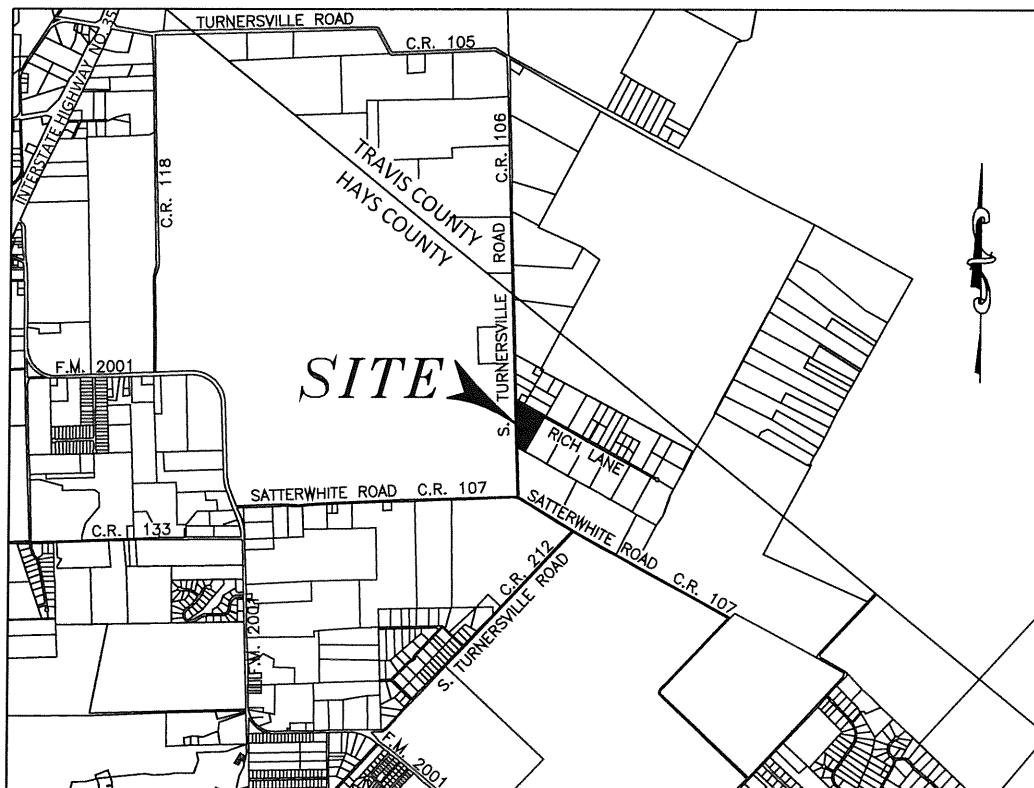 TURNERSVILLE ROAD
C.R. 105
INTERSTATE HIGHWAY NO. 35
C.R. 118
TRAVIS COUNTY
HAYS COUNTY
S. TURNERSVILLE ROAD C.R. 106
F.M. 2001
SITE
RICH LANE
SATTERWHITE ROAD C.R. 107
C.R. 133
SATTERWHITE ROAD C.R. 107
C.R. 212
S. TURNERSVILLE ROAD
F.M. 2001
F.M. 2001